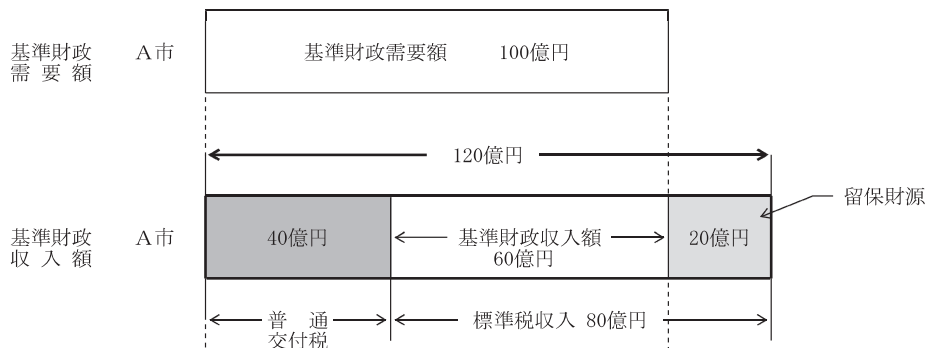 基準財政
需要額
A市
基準財政需要額 100億円
120億円
留保財源
基準財政
収入額
A市
40億円
基準財政収入額
60億円
20億円
普通
交付税
標準税収入 80億円